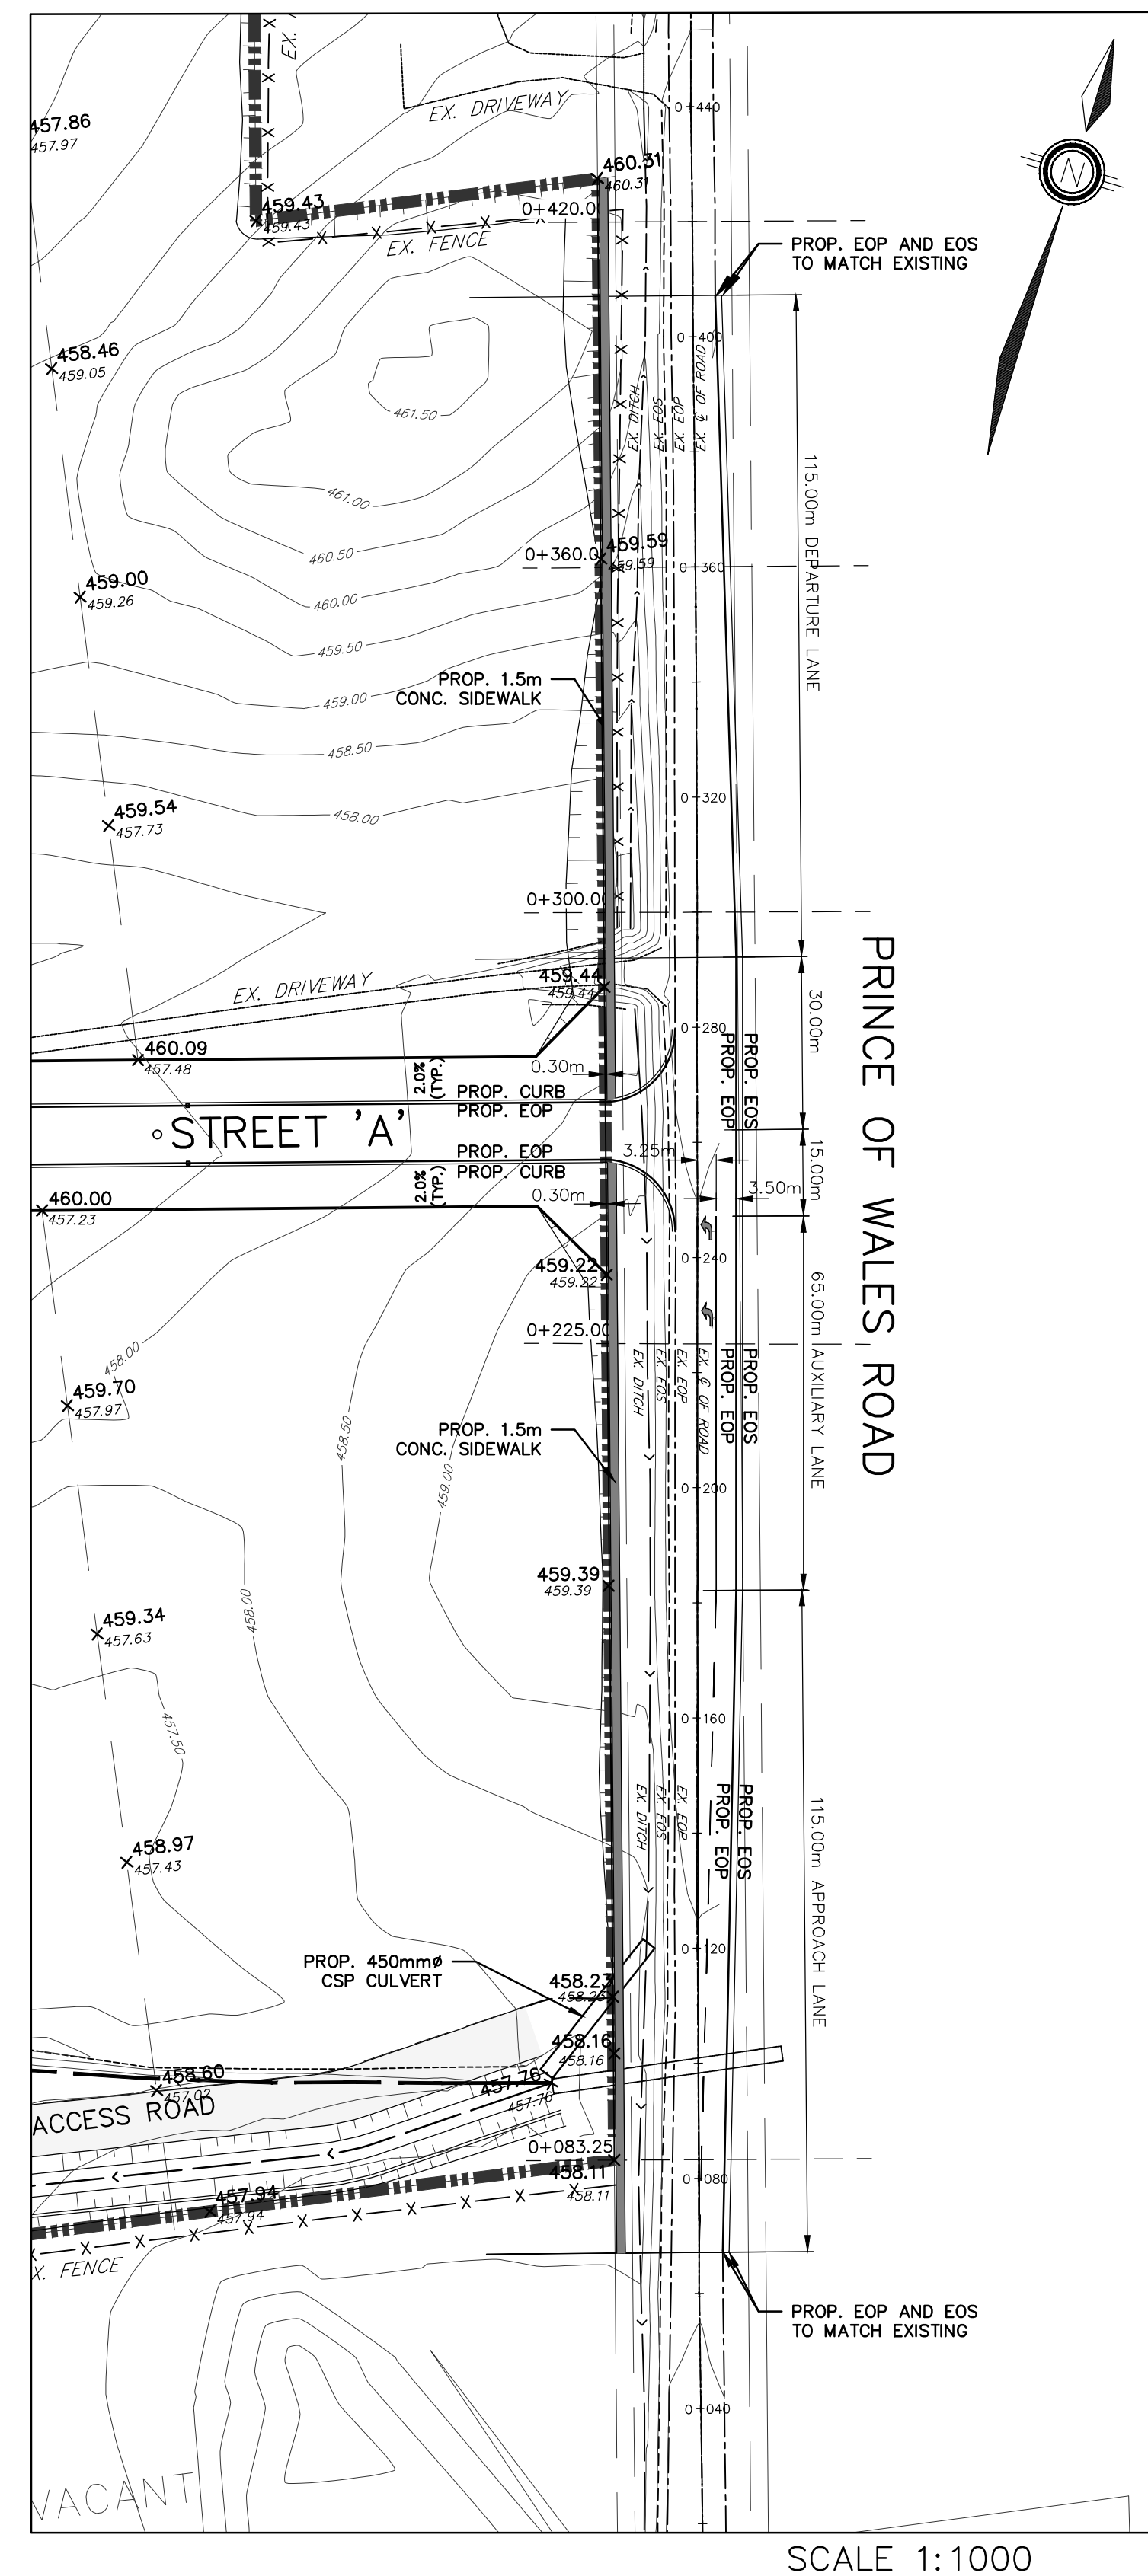 EX.
457.86
457.97
EX. DRIVEWAY
0+440
N
460.31
460.31
459.43
459.43
0+420.0
EX. FENCE
PROP. EOP AND EOS
TO MATCH EXISTING
458.46
459.05
0+400
461.50
EX. DITCH
EX. EOS
EX. EOP
EX. ℄ OF ROAD
461.00
115.00m DEPARTURE LANE
460.50
0+360.0
459.59
459.59
0+360
459.00
459.26
460.00
459.50
PROP. 1.5m
CONC. SIDEWALK
459.00
458.50
459.54
457.73
458.00
0+320
0+300.00
PRINCE OF WALES ROAD
EX. DRIVEWAY
459.44
459.44
30.00m
0+280
460.09
457.48
2.0%
(TYP.)
0.30m
PROP. CURB
PROP. EOP
PROP. EOP
PROP. EOS
STREET 'A'
PROP. EOP
PROP. CURB
3.25m
15.00m
2.0%
(TYP.)
460.00
457.23
0.30m
3.50m
0+240
459.22
459.22
65.00m AUXILIARY LANE
0+225.00
458.00
EX. DITCH
EX. EOS
EX. EOP
EX. ℄ OF ROAD
PROP. EOP
PROP. EOS
459.70
457.97
458.50
PROP. 1.5m
CONC. SIDEWALK
459.00
0+200
459.39
459.39
458.00
459.34
457.63
457.50
0+160
EX. DITCH
EX. EOS
EX. EOP
PROP. EOP
PROP. EOS
115.00m APPROACH LANE
458.97
457.43
PROP. 450mmø
CSP CULVERT
0+120
458.23
458.23
458.16
458.16
458.60
457.02
457.76
457.76
ACCESS ROAD
0+083.25
0+080
458.11
458.11
457.94
457.94
X. FENCE
PROP. EOP AND EOS
TO MATCH EXISTING
0+040
VACANT
SCALE 1:1000